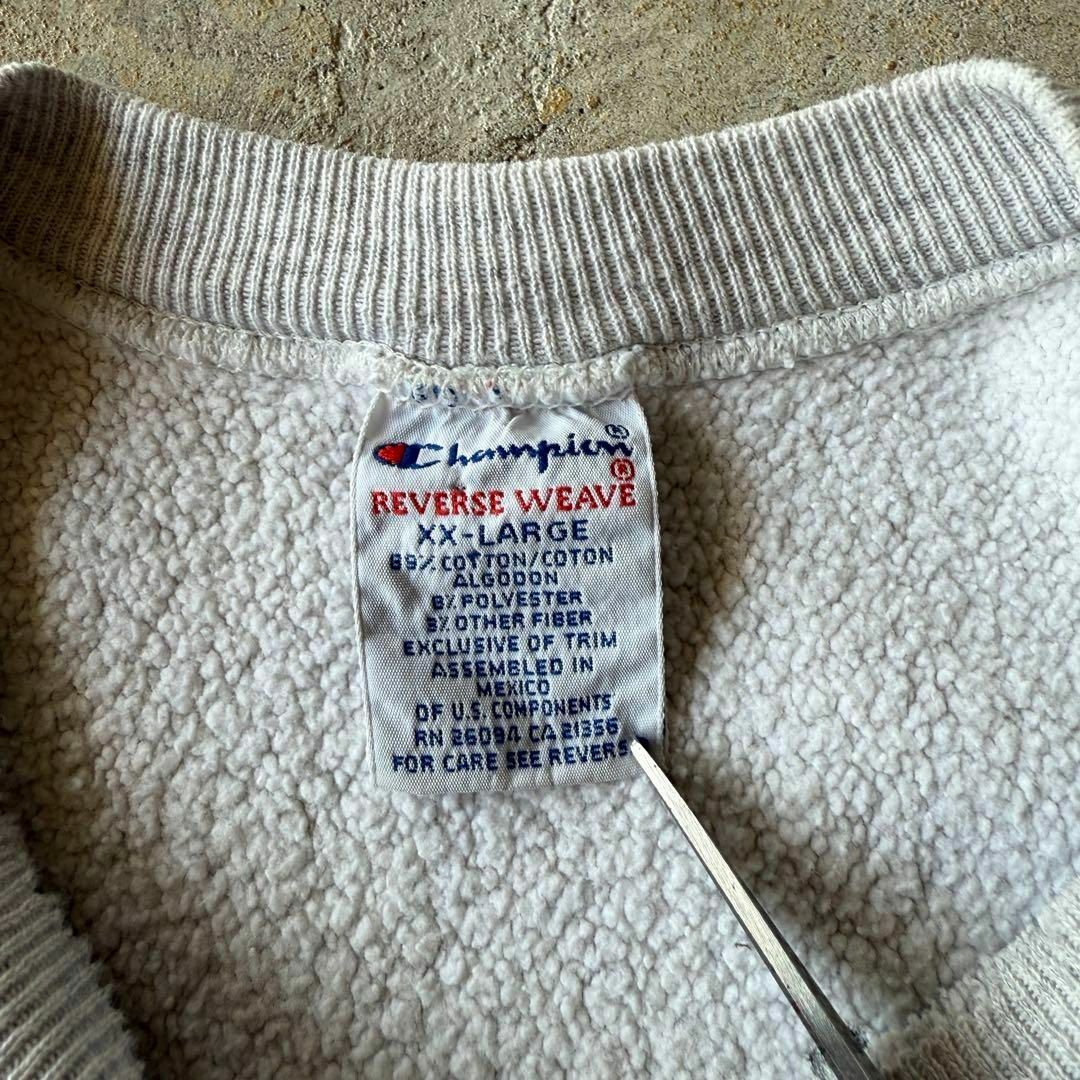 Champion®
REVERSE WEAVE®
XX-LARGE
89% COTTON/COTON
ALGODON
8% POLYESTER
3% OTHER FIBER
EXCLUSIVE OF TRIM
ASSEMBLED IN
MEXICO
OF U.S. COMPONENTS
RN 26094 CA 21356
FOR CARE SEE REVERS